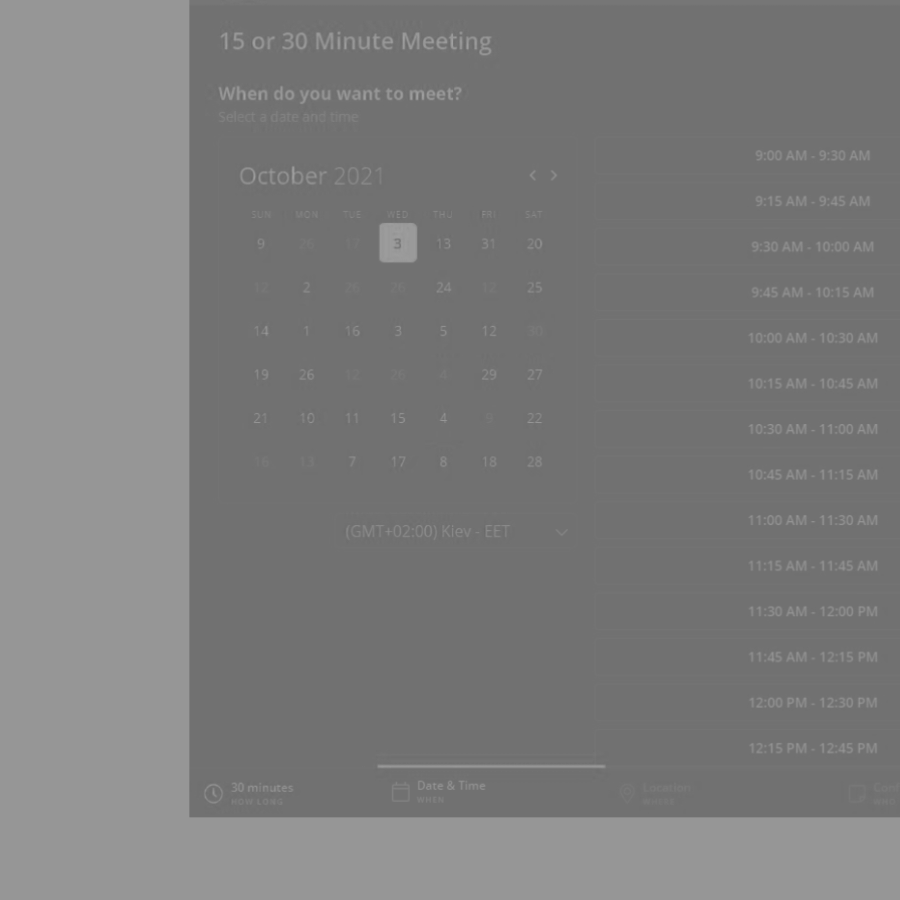 15 or 30 Minute Meeting
When do you want to meet?
Select a date and time
October 2021
SUN MON TUE WED THU FRI SAT
9 26 17 3 13 31 20
12 2 26 26 24 12 25
14 1 16 3 5 12 30
19 26 12 26 4 29 27
21 10 11 15 4 22
16 13 7 17 8 18 28
(GMT+02:00) Kiev - EET
9:00 AM - 9:30 AM
9:15 AM - 9:45 AM
9:30 AM - 10:00 AM
9:45 AM - 10:15 AM
10:00 AM - 10:30 AM
10:15 AM - 10:45 AM
10:30 AM - 11:00 AM
10:45 AM - 11:15 AM
11:00 AM - 11:30 AM
11:15 AM - 11:45 AM
11:30 AM - 12:00 PM
11:45 AM - 12:15 PM
12:00 PM - 12:30 PM
12:15 PM - 12:45 PM
30 minutes
HOW LONG
Date & Time
WHEN
Location
WHERE
WHO